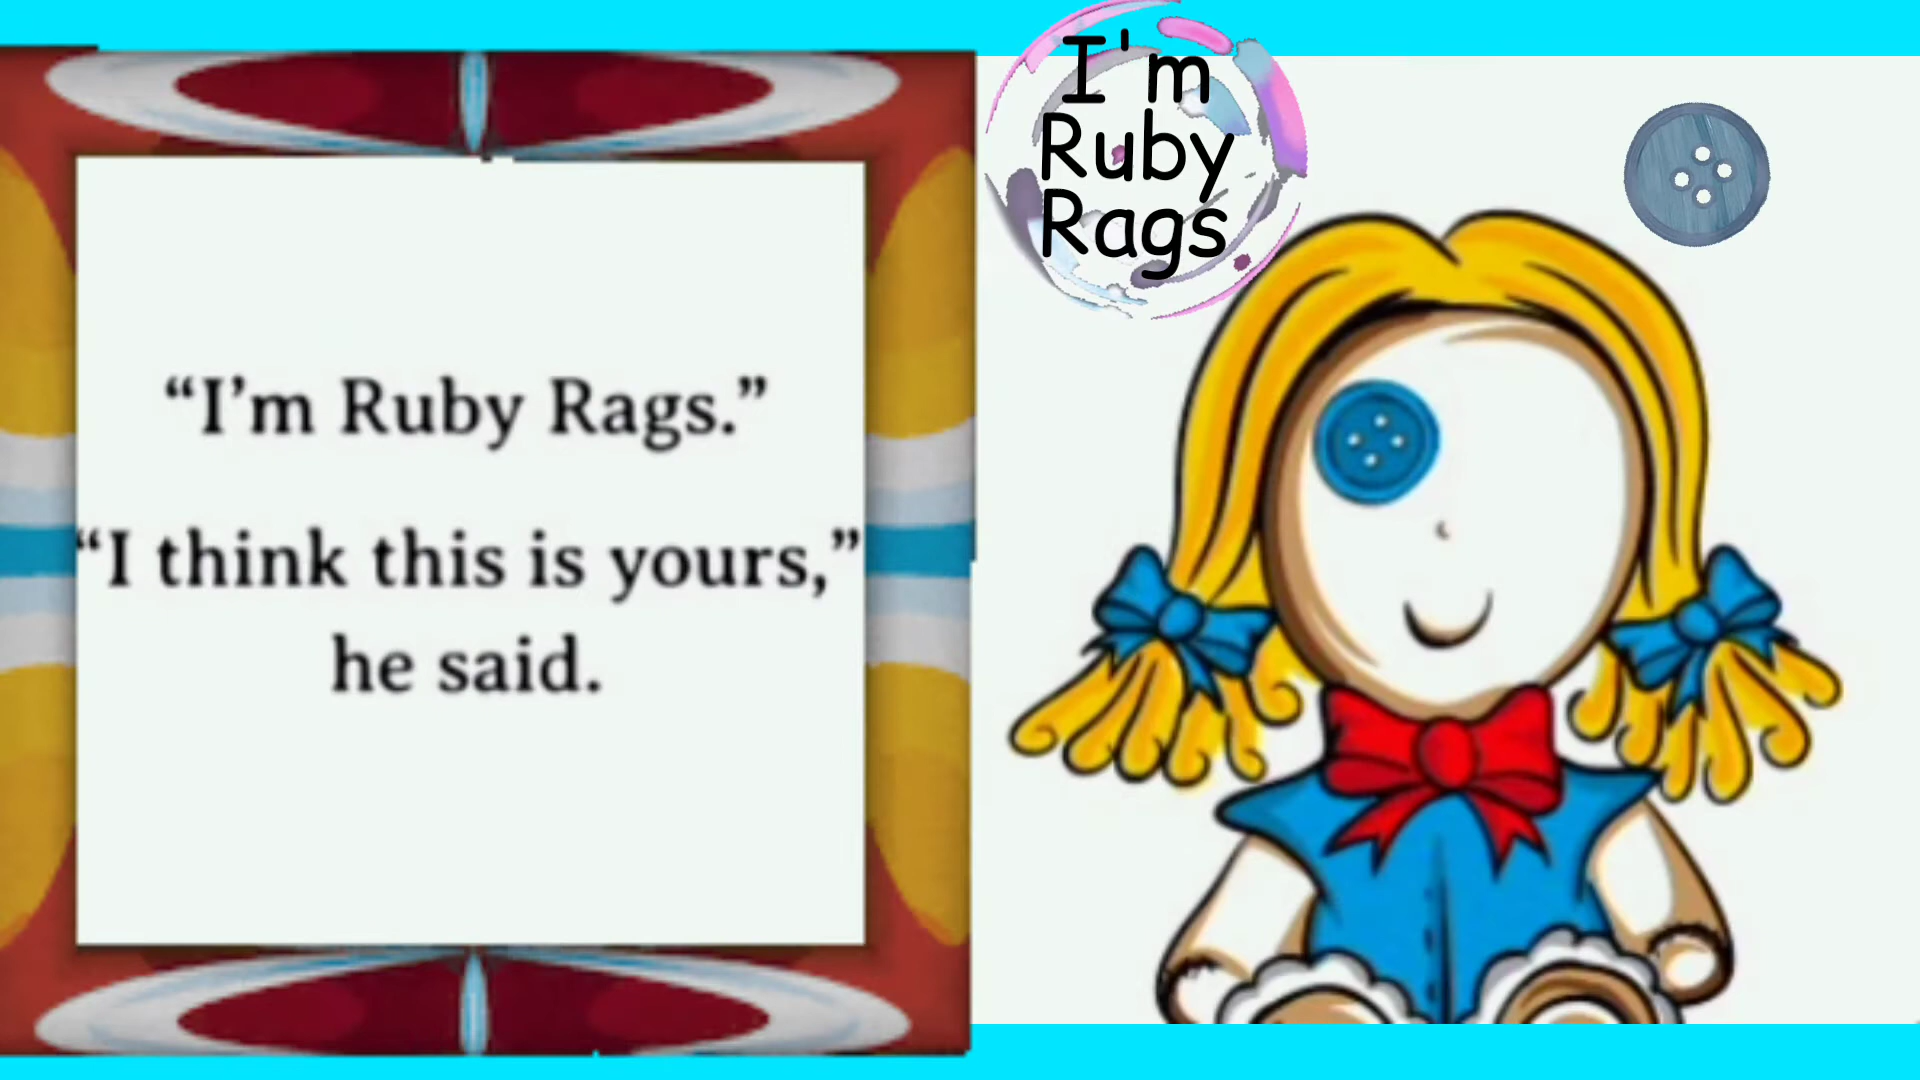 “I’m Ruby Rags.”
“I think this is yours,”
he said.
I'm
Ruby
Rags